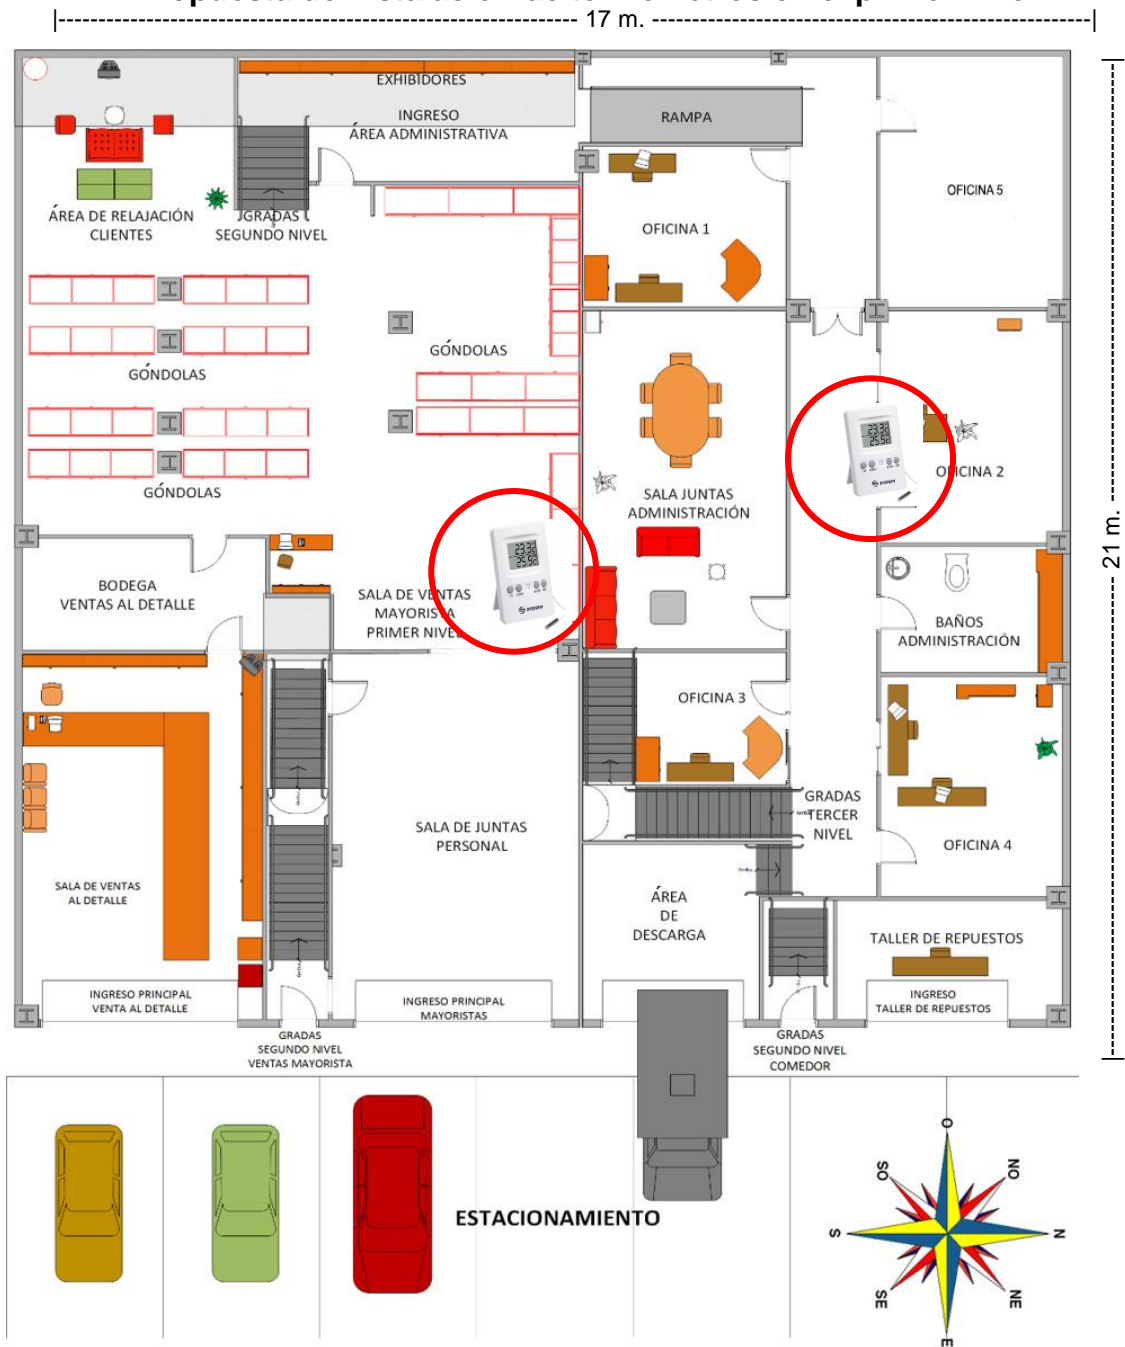 17 m.
21 m.
EXHIBIDORES
INGRESO
ÁREA ADMINISTRATIVA
RAMPA
OFICINA 5
ÁREA DE RELAJACIÓN
CLIENTES
GRADAS
SEGUNDO NIVEL
OFICINA 1
GÓNDOLAS
GÓNDOLAS
GÓNDOLAS
SALA JUNTAS
ADMINISTRACIÓN
OFICINA 2
BODEGA
VENTAS AL DETALLE
SALA DE VENTAS
MAYORISTA
PRIMER NIVEL
BAÑOS
ADMINISTRACIÓN
OFICINA 3
GRADAS
TERCER
NIVEL
SALA DE JUNTAS
PERSONAL
OFICINA 4
SALA DE VENTAS
AL DETALLE
ÁREA
DE
DESCARGA
TALLER DE REPUESTOS
INGRESO PRINCIPAL
VENTA AL DETALLE
INGRESO PRINCIPAL
MAYORISTAS
INGRESO
TALLER DE REPUESTOS
GRADAS
SEGUNDO NIVEL
VENTAS MAYORISTA
GRADAS
SEGUNDO NIVEL
COMEDOR
ESTACIONAMIENTO
O
SO
NO
S
N
SE
NE
E